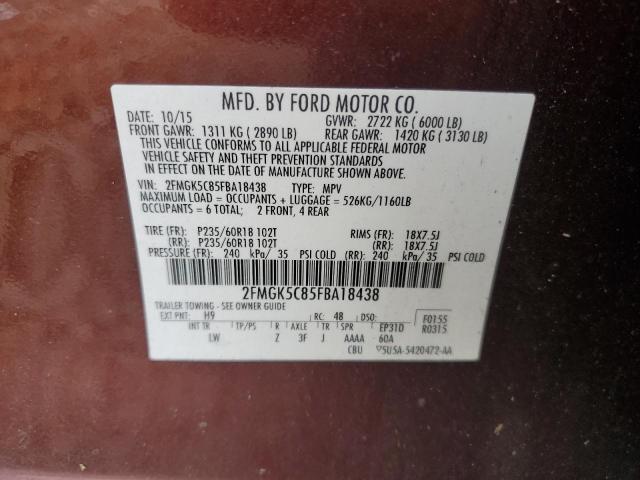 MFD. BY FORD MOTOR CO.
DATE: 10/15 GVWR: 2722 KG ( 6000 LB)
FRONT GAWR: 1311 KG ( 2890 LB) REAR GAWR: 1420 KG ( 3130 LB)
THIS VEHICLE CONFORMS TO ALL APPLICABLE FEDERAL MOTOR
VEHICLE SAFETY AND THEFT PREVENTION STANDARDS
IN EFFECT ON THE DATE OF MANUFACTURE SHOWN ABOVE.
VIN: 2FMGK5C85FBA18438 TYPE: MPV
MAXIMUM LOAD = OCCUPANTS + LUGGAGE = 526KG/1160LB
OCCUPANTS = 6 TOTAL; 2 FRONT, 4 REAR
TIRE (FR): P235/60R18 102T RIMS (FR): 18X7.5J
(RR): P235/60R18 102T (RR): 18X7.5J
PRESSURE (FR): 240 kPa/ 35 PSI COLD (RR): 240 kPa/ 35 PSI COLD
2FMGK5C85FBA18438
TRAILER TOWING - SEE OWNER GUIDE
EXT PNT: H9 RC: 48 DSO: F0155
INT TR TP/PS R AXLE TR SPR EP31D R0315
LW Z 3F J AAAA 60A
CBU 5U5A-5420472-AA